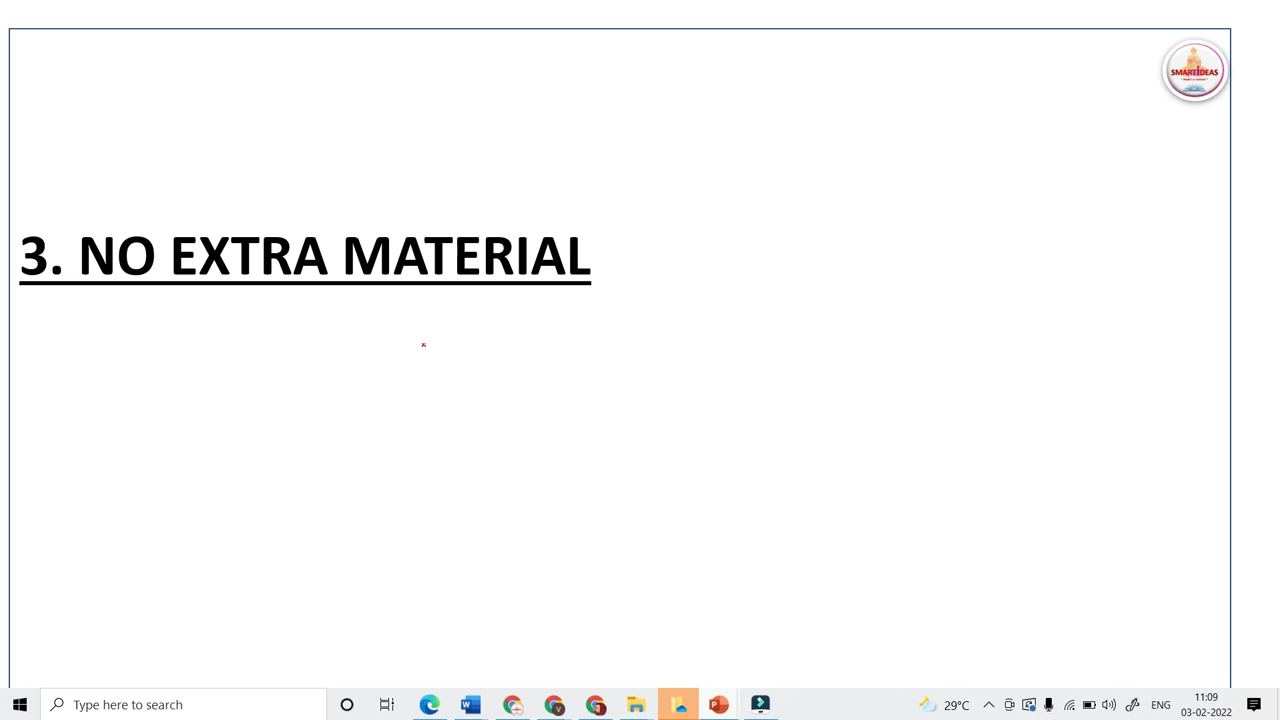 SMARTIDEAS
3. NO EXTRA MATERIAL
Type here to search
29°C
ENG
11:09
03-02-2022